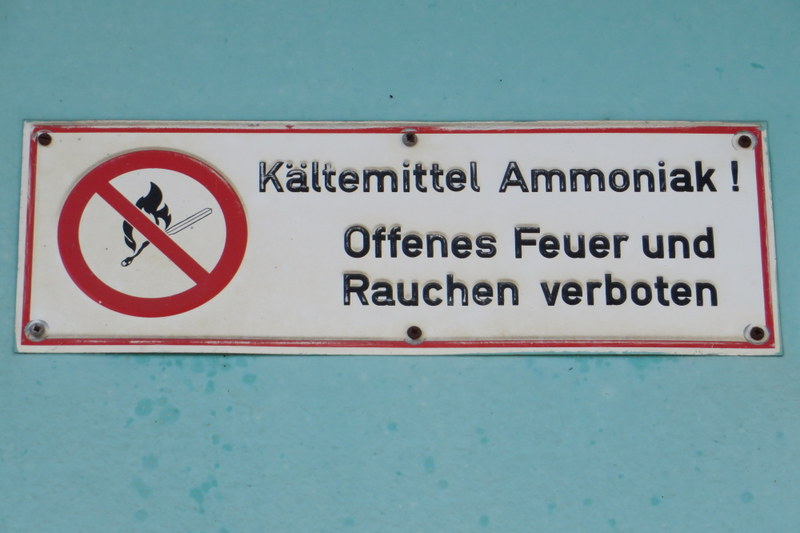 Kältemittel Ammoniak !
Offenes Feuer und
Rauchen verboten